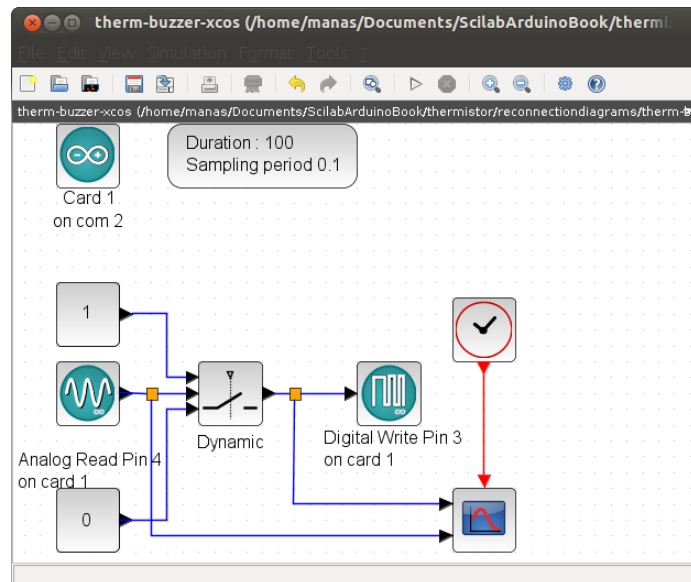 therm-buzzer-xcos (/home/manas/Documents/ScilabArduinoBook/thermi
File Edit View Simulation Format Tools ?
therm-buzzer-xcos (/home/manas/Documents/ScilabArduinoBook/thermistor/reconnectiondiagrams/therm-b
Duration : 100
Sampling period 0.1
Card 1
on com 2
1
Dynamic
Analog Read Pin 4
on card 1
Digital Write Pin 3
on card 1
0